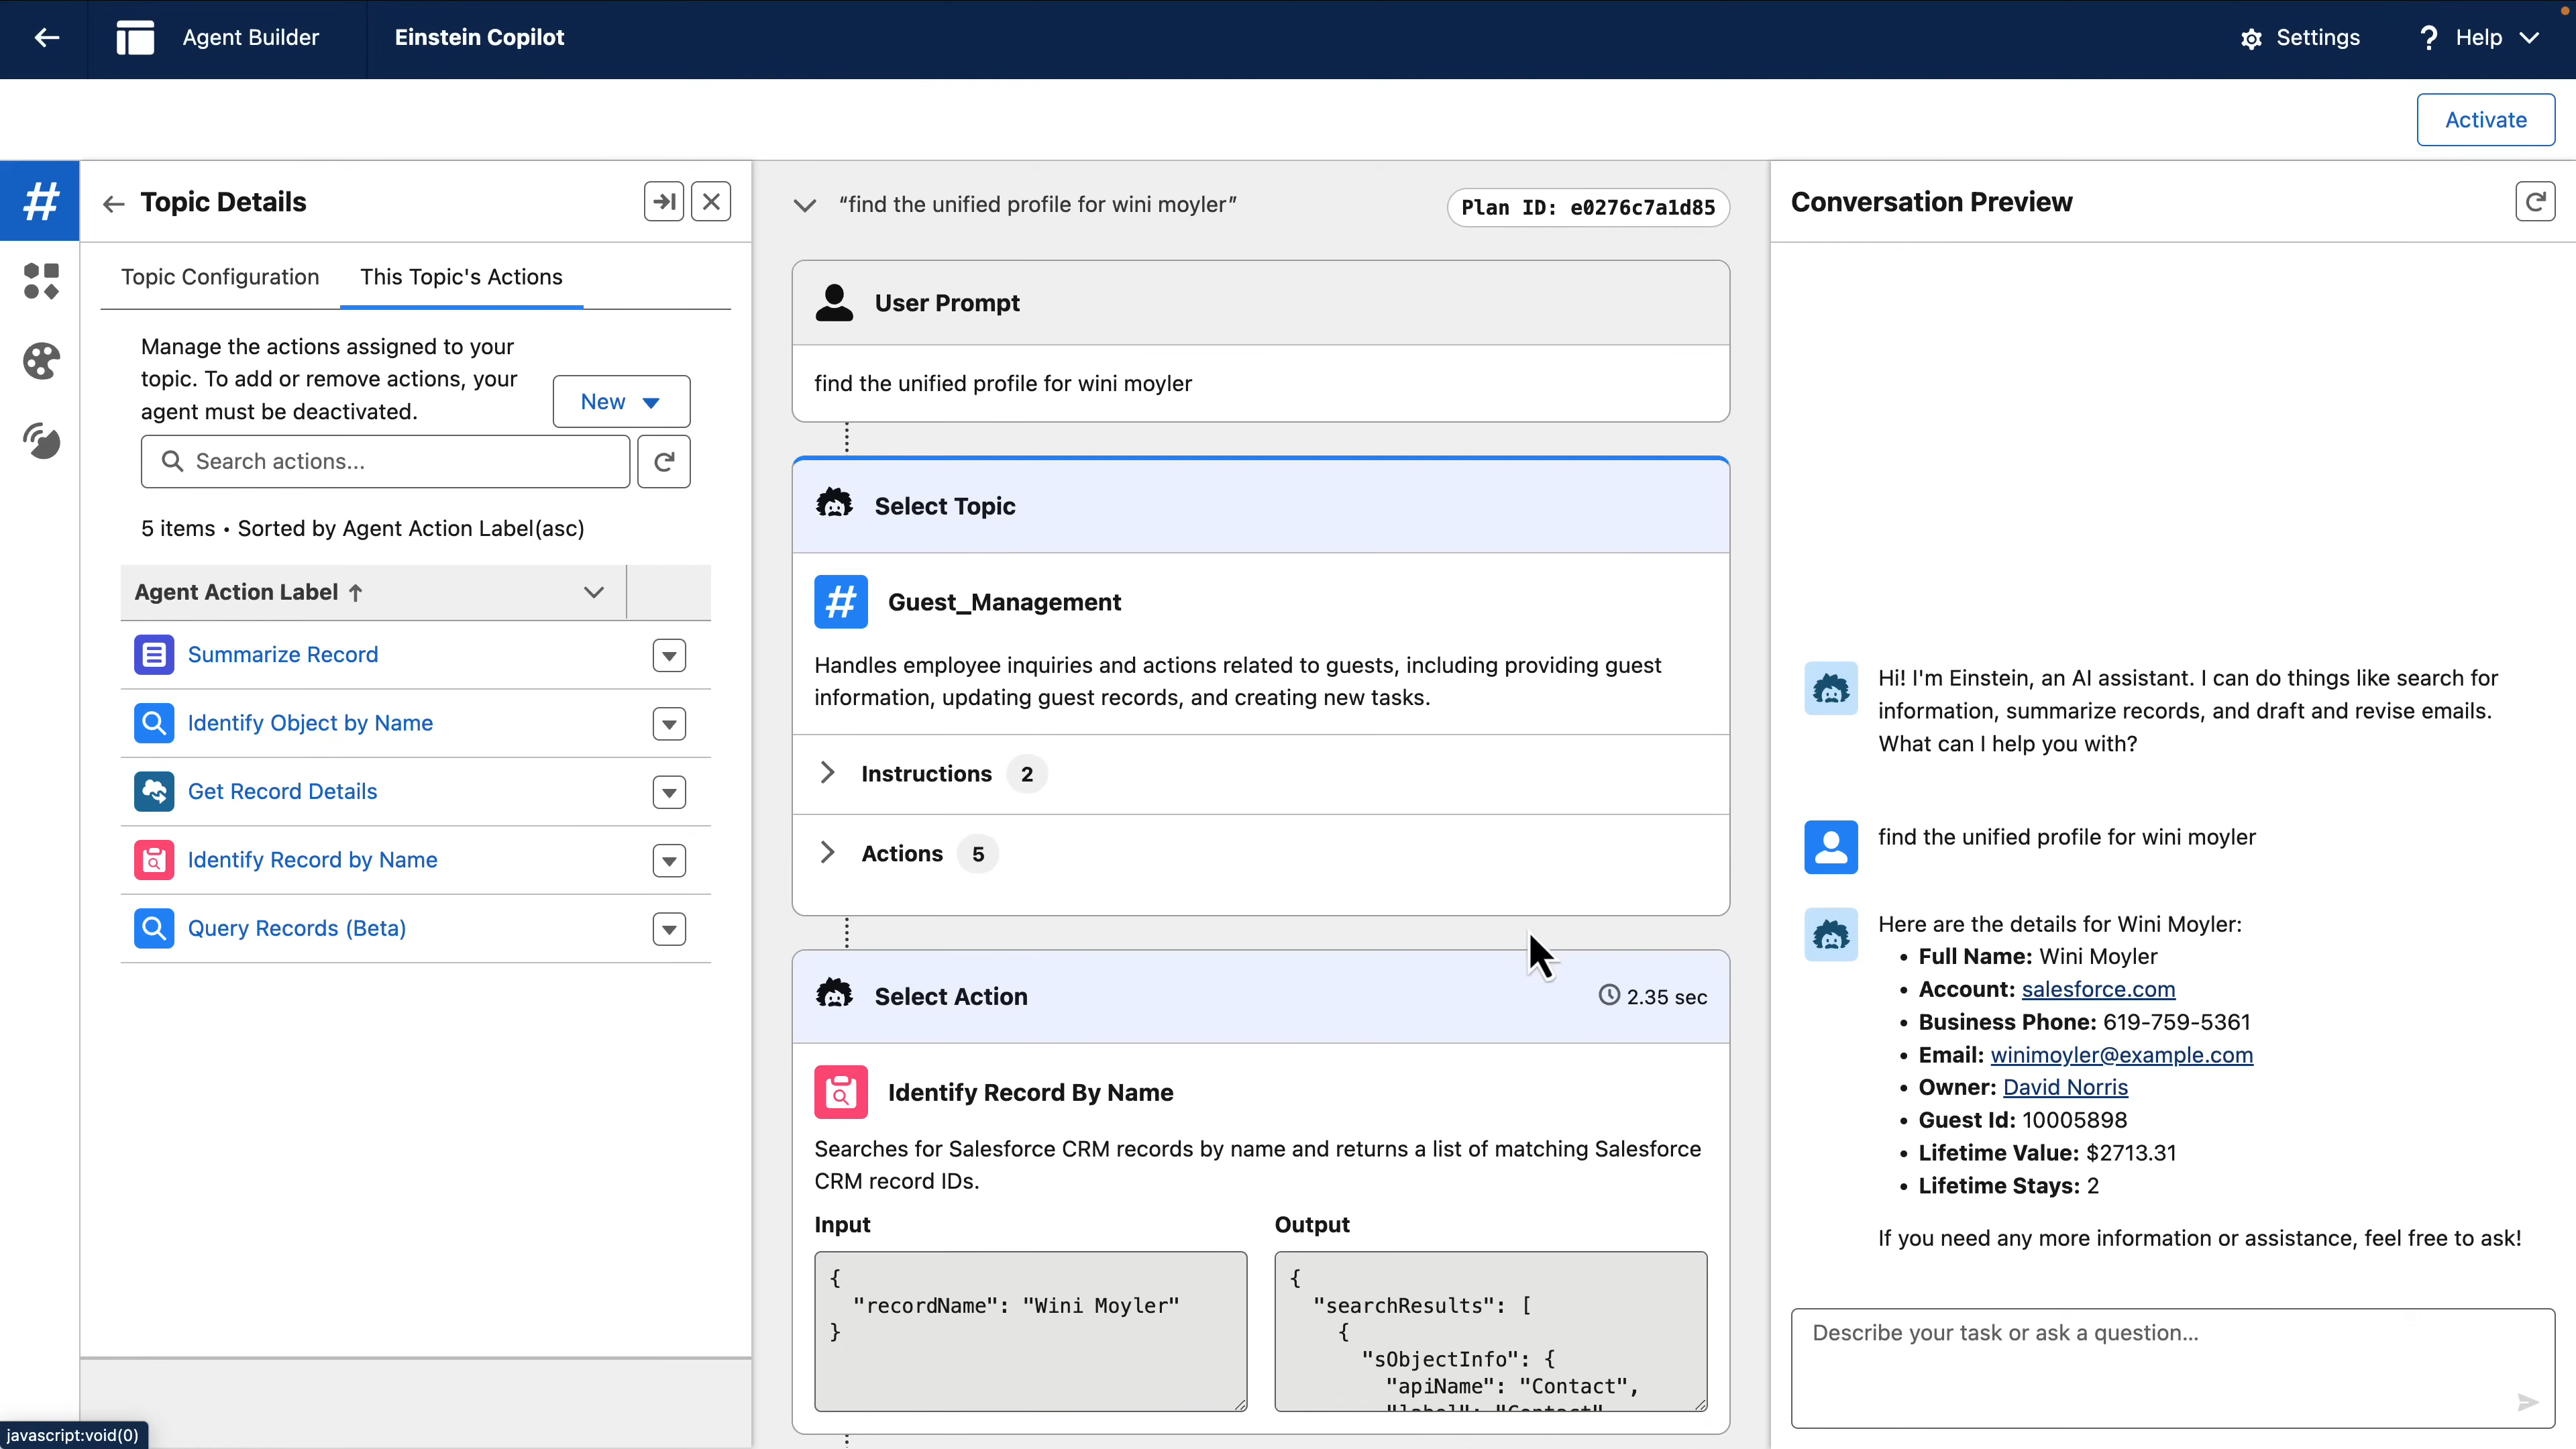 Agent Builder
Einstein Copilot
Settings
? Help
Activate
#
Topic Details
Topic Configuration
This Topic's Actions
Manage the actions assigned to your
topic. To add or remove actions, your
agent must be deactivated.
New
Search actions...
5 items • Sorted by Agent Action Label(asc)
Agent Action Label ↑
Summarize Record
Identify Object by Name
Get Record Details
Identify Record by Name
Query Records (Beta)
javascript:void(0)
“find the unified profile for wini moyler”
Plan ID: e0276c7a1d85
User Prompt
find the unified profile for wini moyler
Select Topic
# Guest_Management
Handles employee inquiries and actions related to guests, including providing guest
information, updating guest records, and creating new tasks.
Instructions 2
Actions 5
Select Action
2.35 sec
Identify Record By Name
Searches for Salesforce CRM records by name and returns a list of matching Salesforce
CRM record IDs.
Input
{
"recordName": "Wini Moyler"
}
Output
{
"searchResults": [
{
"sObjectInfo": {
"apiName": "Contact",
"label": "Contact"
Conversation Preview
Hi! I'm Einstein, an AI assistant. I can do things like search for
information, summarize records, and draft and revise emails.
What can I help you with?
find the unified profile for wini moyler
Here are the details for Wini Moyler:
• Full Name: Wini Moyler
• Account: salesforce.com
• Business Phone: 619-759-5361
• Email: winimoyler@example.com
• Owner: David Norris
• Guest Id: 10005898
• Lifetime Value: $2713.31
• Lifetime Stays: 2
If you need any more information or assistance, feel free to ask!
Describe your task or ask a question...